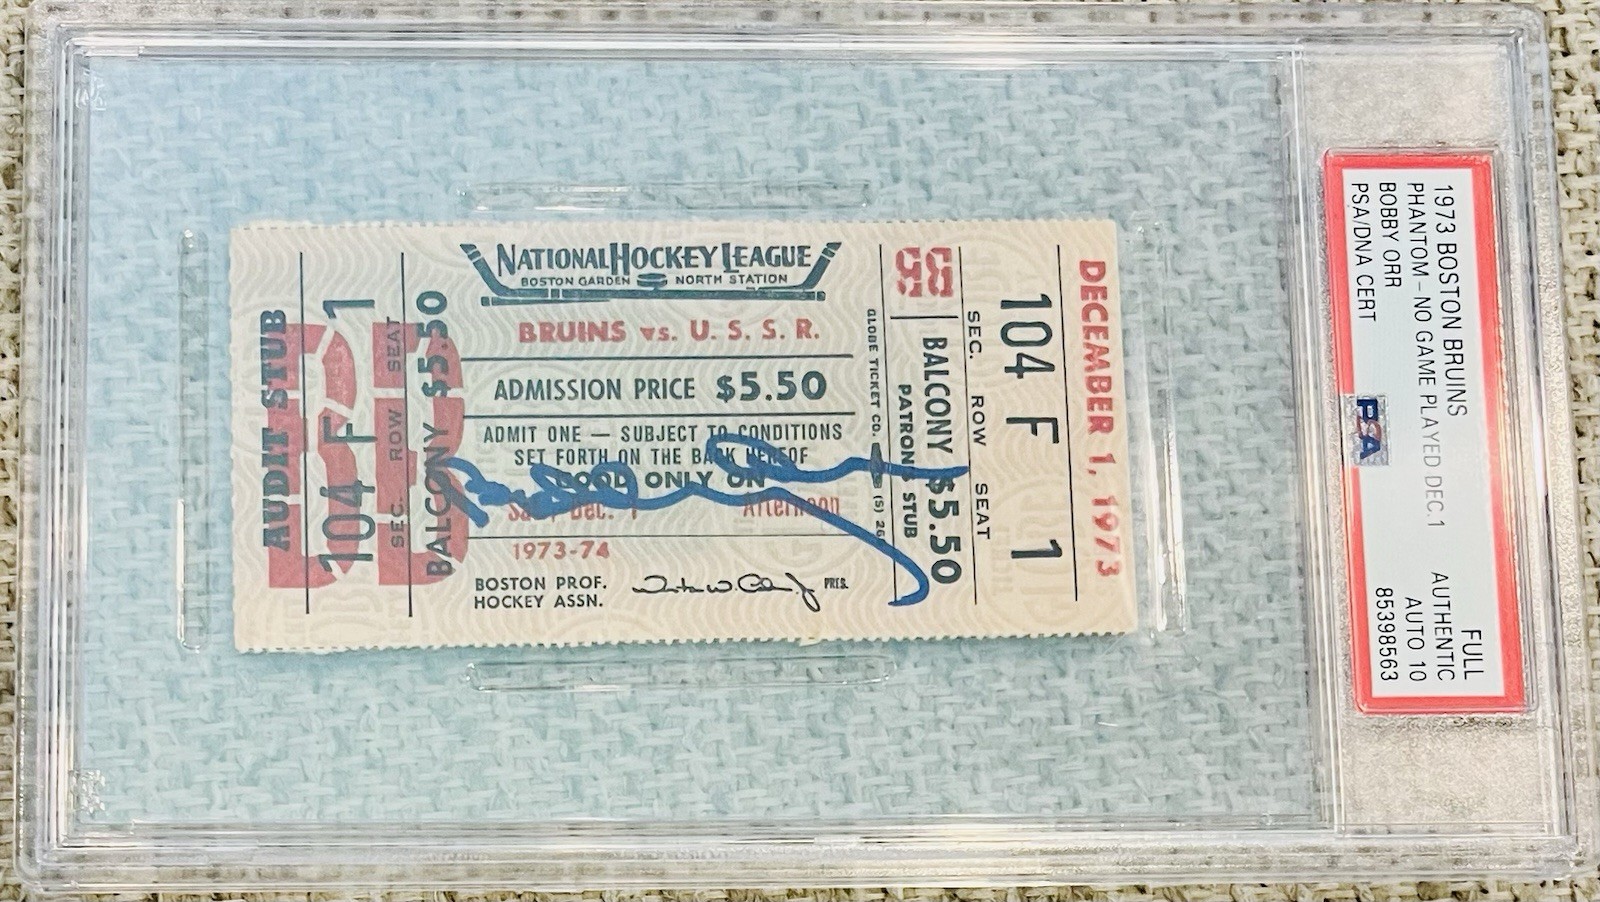 NATIONAL HOCKEY LEAGUE
BOSTON GARDEN NORTH STATION
BRUINS vs. U. S. S. R.
ADMISSION PRICE $5.50
ADMIT ONE — SUBJECT TO CONDITIONS
SET FORTH ON THE BACK HEREOF
GOOD ONLY ON
Sat., Dec. 1 Afternoon
1973-74
BOSTON PROF.
HOCKEY ASSN.
PRES.
AUDIT STUB
104 F 1
SEC. ROW SEAT
BALCONY $5.50
GLOBE TICKET CO.
PATRONS STUB
BALCONY $5.50
SEC. ROW SEAT
104 F 1
DECEMBER 1, 1973
1973 BOSTON BRUINS FULL
PHANTOM - NO GAME PLAYED DEC.1 AUTHENTIC
BOBBY ORR AUTO 10
PSA/DNA CERT 85398563
PSA